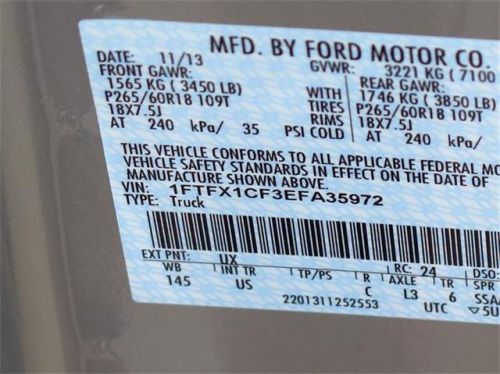 MFD. BY FORD MOTOR CO.
DATE: 11/13 GVWR: 3221 KG (7100
FRONT GAWR: REAR GAWR:
1565 KG (3450 LB) WITH 1746 KG (3850 LB)
P265/60R18 109T TIRES P265/60R18 109T
18X7.5J RIMS 18X7.5J
AT 240 kPa/ 35 PSI COLD AT 240 kPa/
THIS VEHICLE CONFORMS TO ALL APPLICABLE FEDERAL
VEHICLE SAFETY STANDARDS IN EFFECT ON THE DATE OF
MANUFACTURE SHOWN ABOVE.
VIN: 1FTFX1CF3EFA35972
TYPE: Truck
EXT PNT: UX RC: 24 DSO:
WB INT TR TP/PS R AXLE TR SPR
145 US C L3 6 SSA
2201311252553 UTC ▽5U